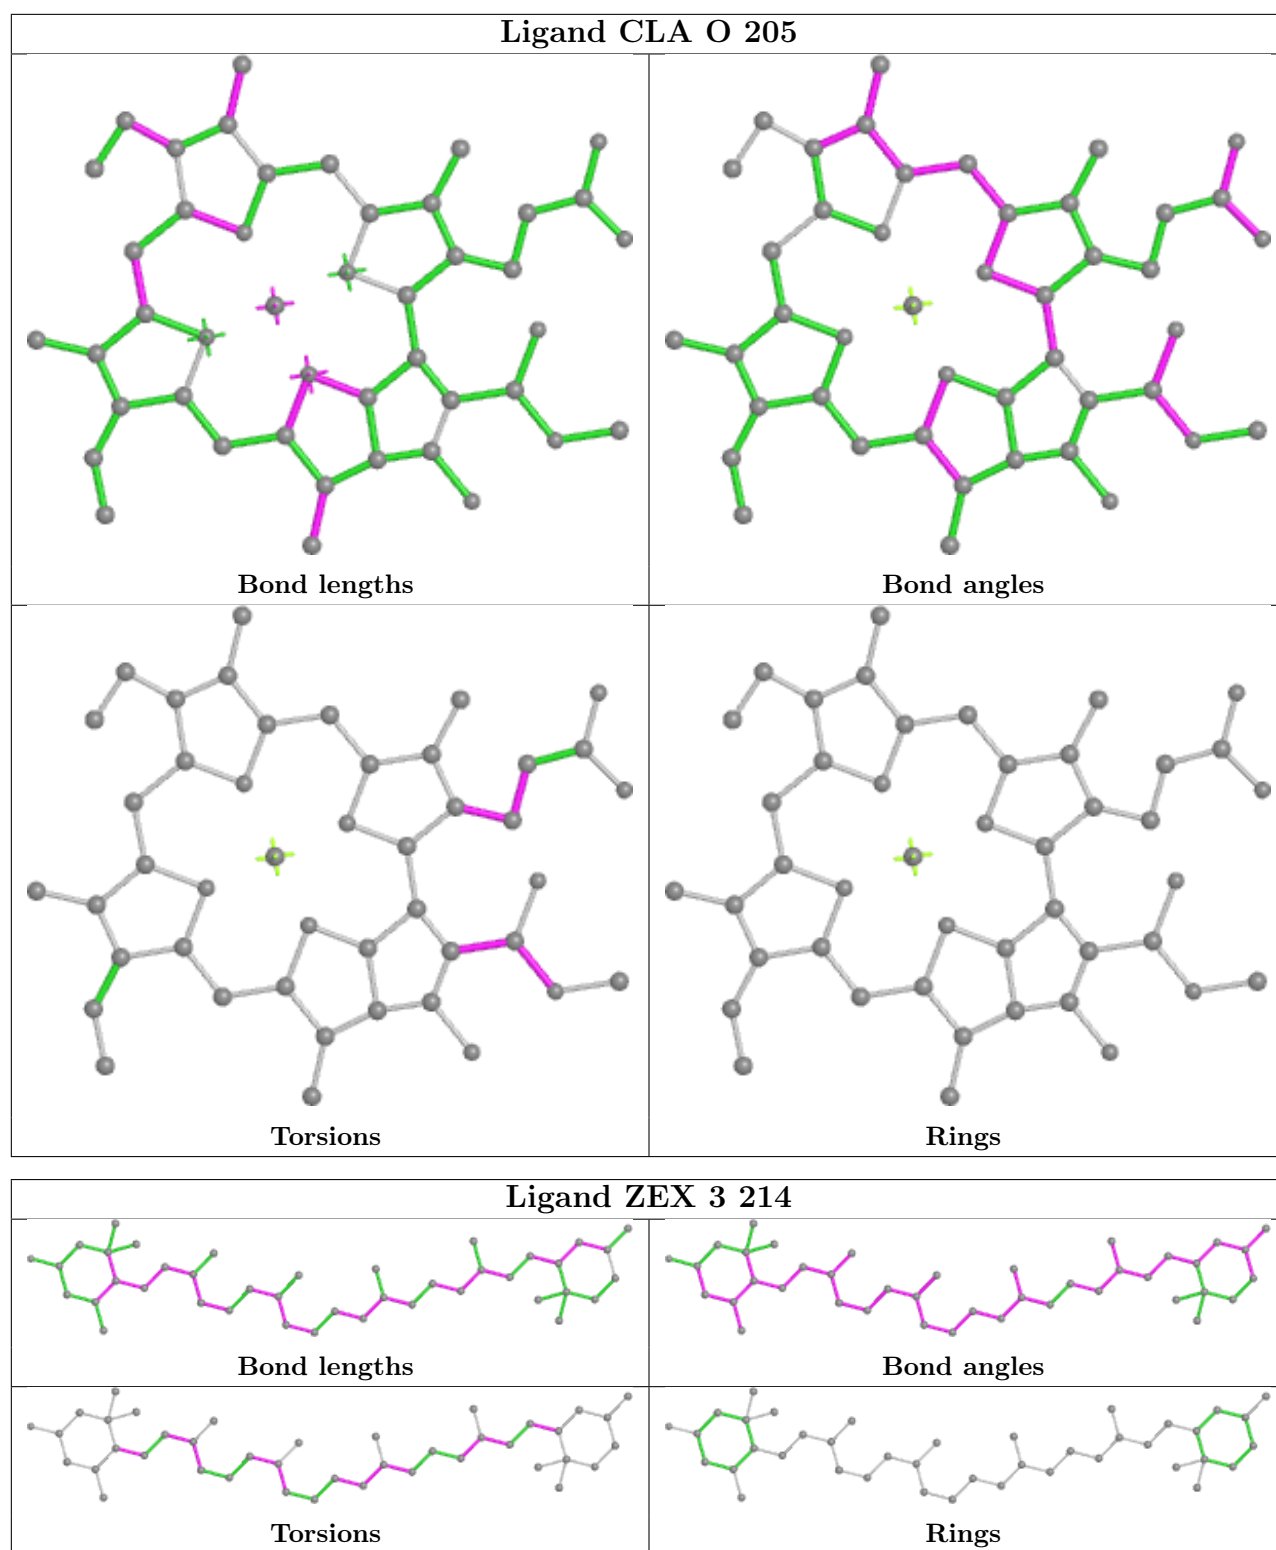 Ligand CLA O 205
Bond lengths
Bond angles
Torsions
Rings
Ligand ZEX 3 214
Bond lengths
Bond angles
Torsions
Rings